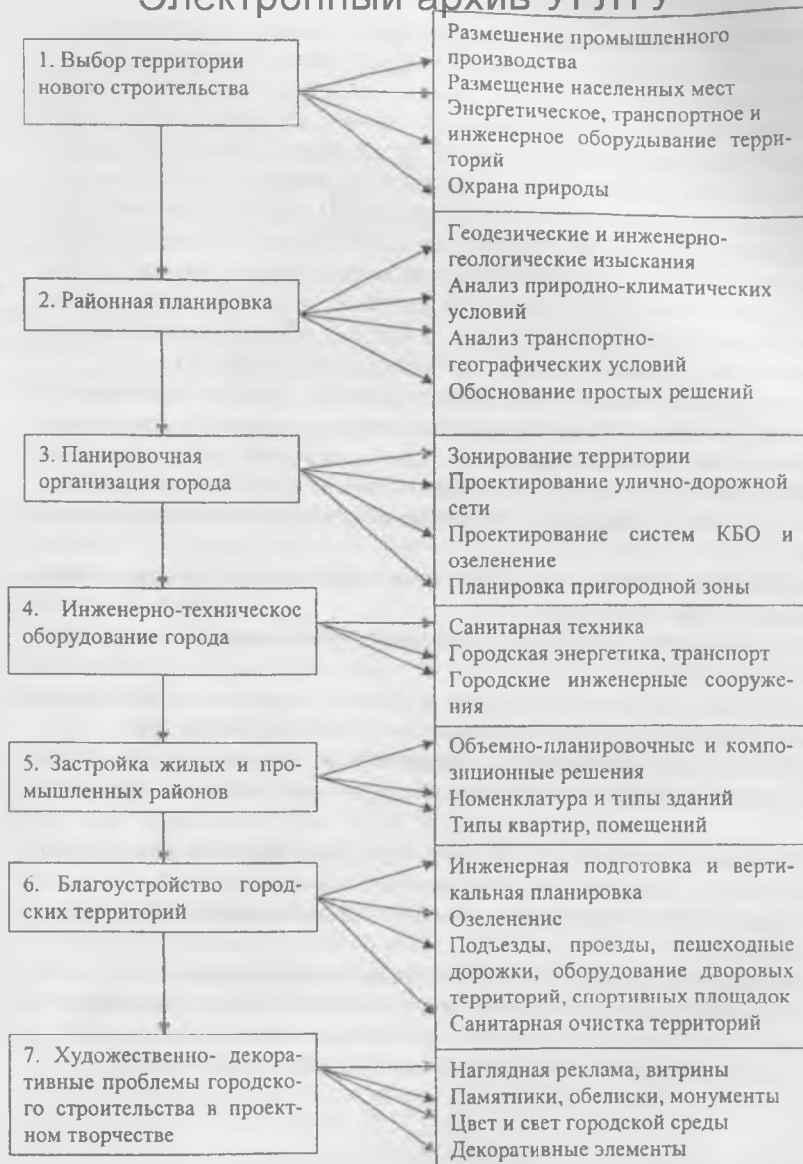 Электронный архив УГЛТУ
1. Выбор территории
нового строительства
Размешение промышленного
производства
Размещение населенных мест
Энергетическое, транспортное и
инженерное оборудывание терри-
торий
Охрана природы
2. Районная планировка
Геодезические и инженерно-
геологические изыскания
Анализ природно-климатических
условий
Анализ транспортно-
географических условий
Обоснование простых решений
3. Панировочная
организация города
Зонирование территории
Проектирование улично-дорожной
сети
Проектирование систем КБО и
озеленение
Планировка пригородной зоны
4. Инженерно-техническое
оборудование города
Санитарная техника
Городская энергетика, транспорт
Городские инженерные сооруже-
ния
5. Застройка жилых и про-
мышленных районов
Объемно-планировочные и компо-
зиционные решения
Номенклатура и типы зданий
Типы квартир, помещений
6. Благоустройство город-
ских территорий
Инженерная подготовка и верти-
кальная планировка
Озеленение
Подъезды, проезды, пешеходные
дорожки, оборудование дворовых
территорий, спортивных площадок
Санитарная очистка территорий
7. Художественно- декора-
тивные проблемы городско-
го строительства в проект-
ном творчестве
Наглядная реклама, витрины
Памятники, обелиски, монументы
Цвет и свет городской среды
Декоративные элементы